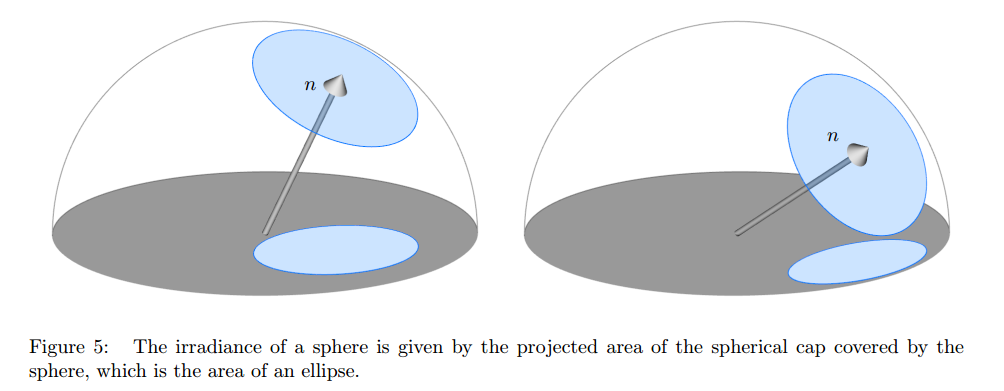 n
n
Figure 5: The irradiance of a sphere is given by the projected area of the spherical cap covered by the
sphere, which is the area of an ellipse.